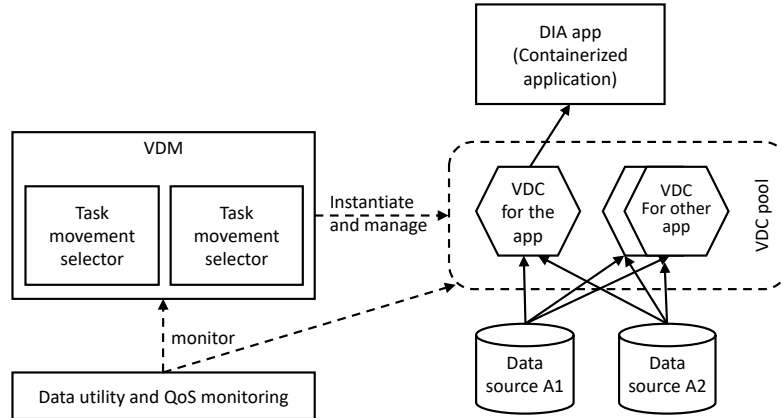 DIA app
(Containerized
application)
VDM
Task
movement
selector
Task
movement
selector
Instantiate
and manage
VDC
for the
app
VDC
For other
app
VDC pool
monitor
Data utility and QoS monitoring
Data
source A1
Data
source A2